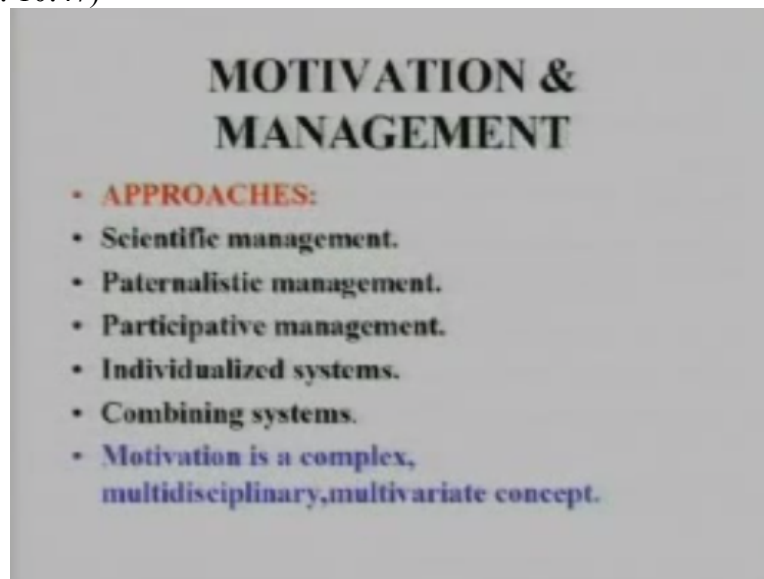 MOTIVATION &
MANAGEMENT
• APPROACHES:
• Scientific management.
• Paternalistic management.
• Participative management.
• Individualized systems.
• Combining systems.
• Motivation is a complex,
multidisciplinary,multivariate concept.